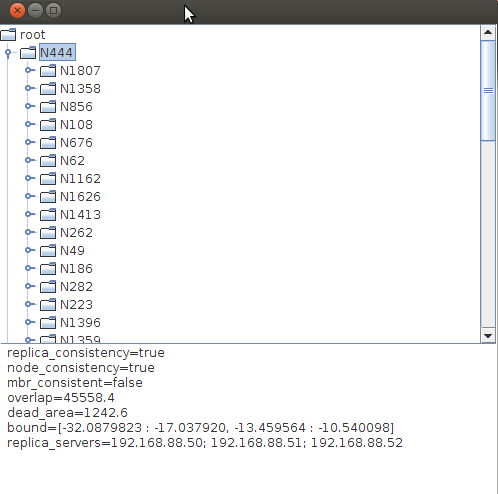 root
N444
N1807
N1358
N856
N108
N676
N62
N1162
N1626
N1413
N262
N49
N186
N282
N223
N1396
N1359
replica_consistency=true
node_consistency=true
mbr_consistent=false
overlap=45558.4
dead_area=1242.6
bound=[-32.0879823 : -17.037920, -13.459564 : -10.540098]
replica_servers=192.168.88.50; 192.168.88.51; 192.168.88.52